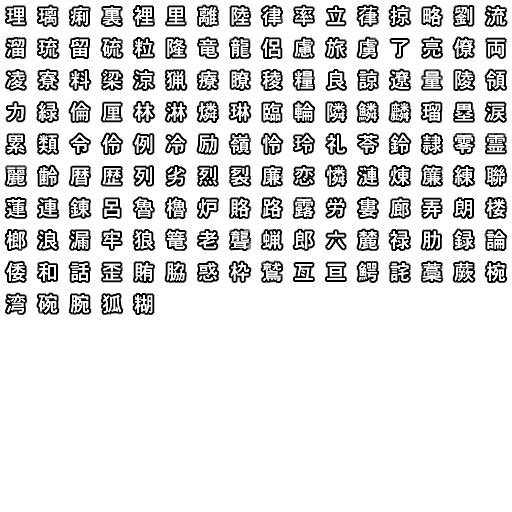 理璃痢裏裡里離陸律率立葎掠略劉流
溜琉留硫粒隆竜龍侶慮旅虜了亮僚両
凌寮料梁涼猟療瞭稜糧良諒遼量陵領
力緑倫厘林淋燐琳臨輪隣鱗麟瑠塁涙
累類令伶例冷励嶺怜玲礼苓鈴隷零霊
麗齢暦歴列劣烈裂廉恋憐漣煉簾練聯
蓮連錬呂魯櫓炉賂路露労婁廊弄朗楼
榔浪漏牢狼篭老聾蝋郎六麓禄肋録論
倭和話歪賄脇惑枠鷲亙亘鰐詫藁蕨椀
湾碗腕狐糊